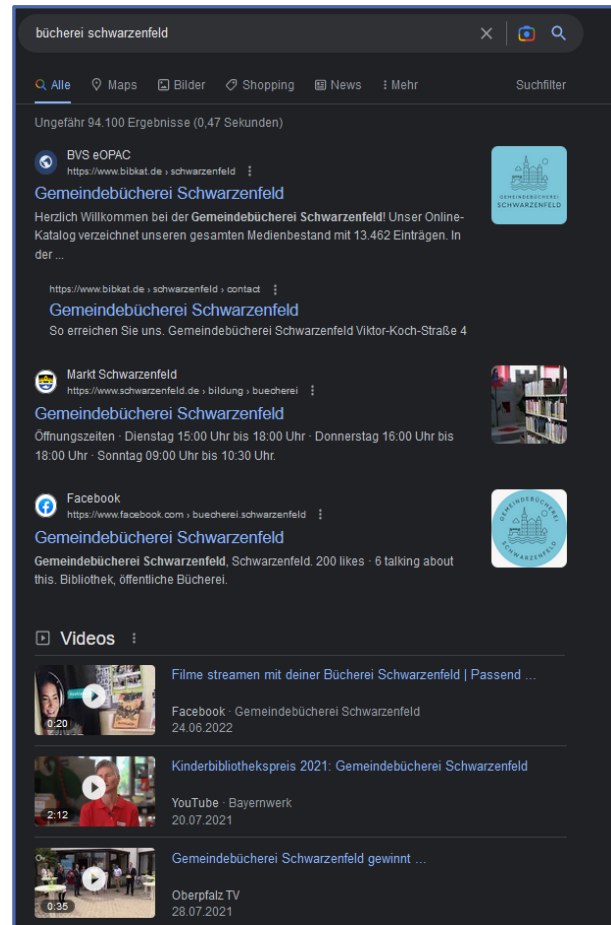 bücherei schwarzenfeld
Alle Maps Bilder Shopping News Mehr Suchfilter
Ungefähr 94.100 Ergebnisse (0,47 Sekunden)
BVS eOPAC
https://www.bibkat.de › schwarzenfeld
Gemeindebücherei Schwarzenfeld
Herzlich Willkommen bei der Gemeindebücherei Schwarzenfeld! Unser Online-
Katalog verzeichnet unseren gesamten Medienbestand mit 13.462 Einträgen. In
der ...
GEMEINDEBÜCHEREI
SCHWARZENFELD
https://www.bibkat.de › schwarzenfeld › contact
Gemeindebücherei Schwarzenfeld
So erreichen Sie uns. Gemeindebücherei Schwarzenfeld Viktor-Koch-Straße 4
Markt Schwarzenfeld
https://www.schwarzenfeld.de › bildung › buecherei
Gemeindebücherei Schwarzenfeld
Öffnungszeiten · Dienstag 15:00 Uhr bis 18:00 Uhr · Donnerstag 16:00 Uhr bis
18:00 Uhr · Sonntag 09:00 Uhr bis 10:30 Uhr.
Facebook
https://www.facebook.com › buecherei.schwarzenfeld
Gemeindebücherei Schwarzenfeld
Gemeindebücherei Schwarzenfeld, Schwarzenfeld. 200 likes · 6 talking about
this. Bibliothek, öffentliche Bücherei.
GEMEINDEBÜCHEREI
SCHWARZENFELD
Videos
0:20
Filme streamen mit deiner Bücherei Schwarzenfeld | Passend ...
Facebook · Gemeindebücherei Schwarzenfeld
24.06.2022
2:12
Kinderbibliothekspreis 2021: Gemeindebücherei Schwarzenfeld
YouTube · Bayernwerk
20.07.2021
0:35
Gemeindebücherei Schwarzenfeld gewinnt ...
Oberpfalz TV
28.07.2021